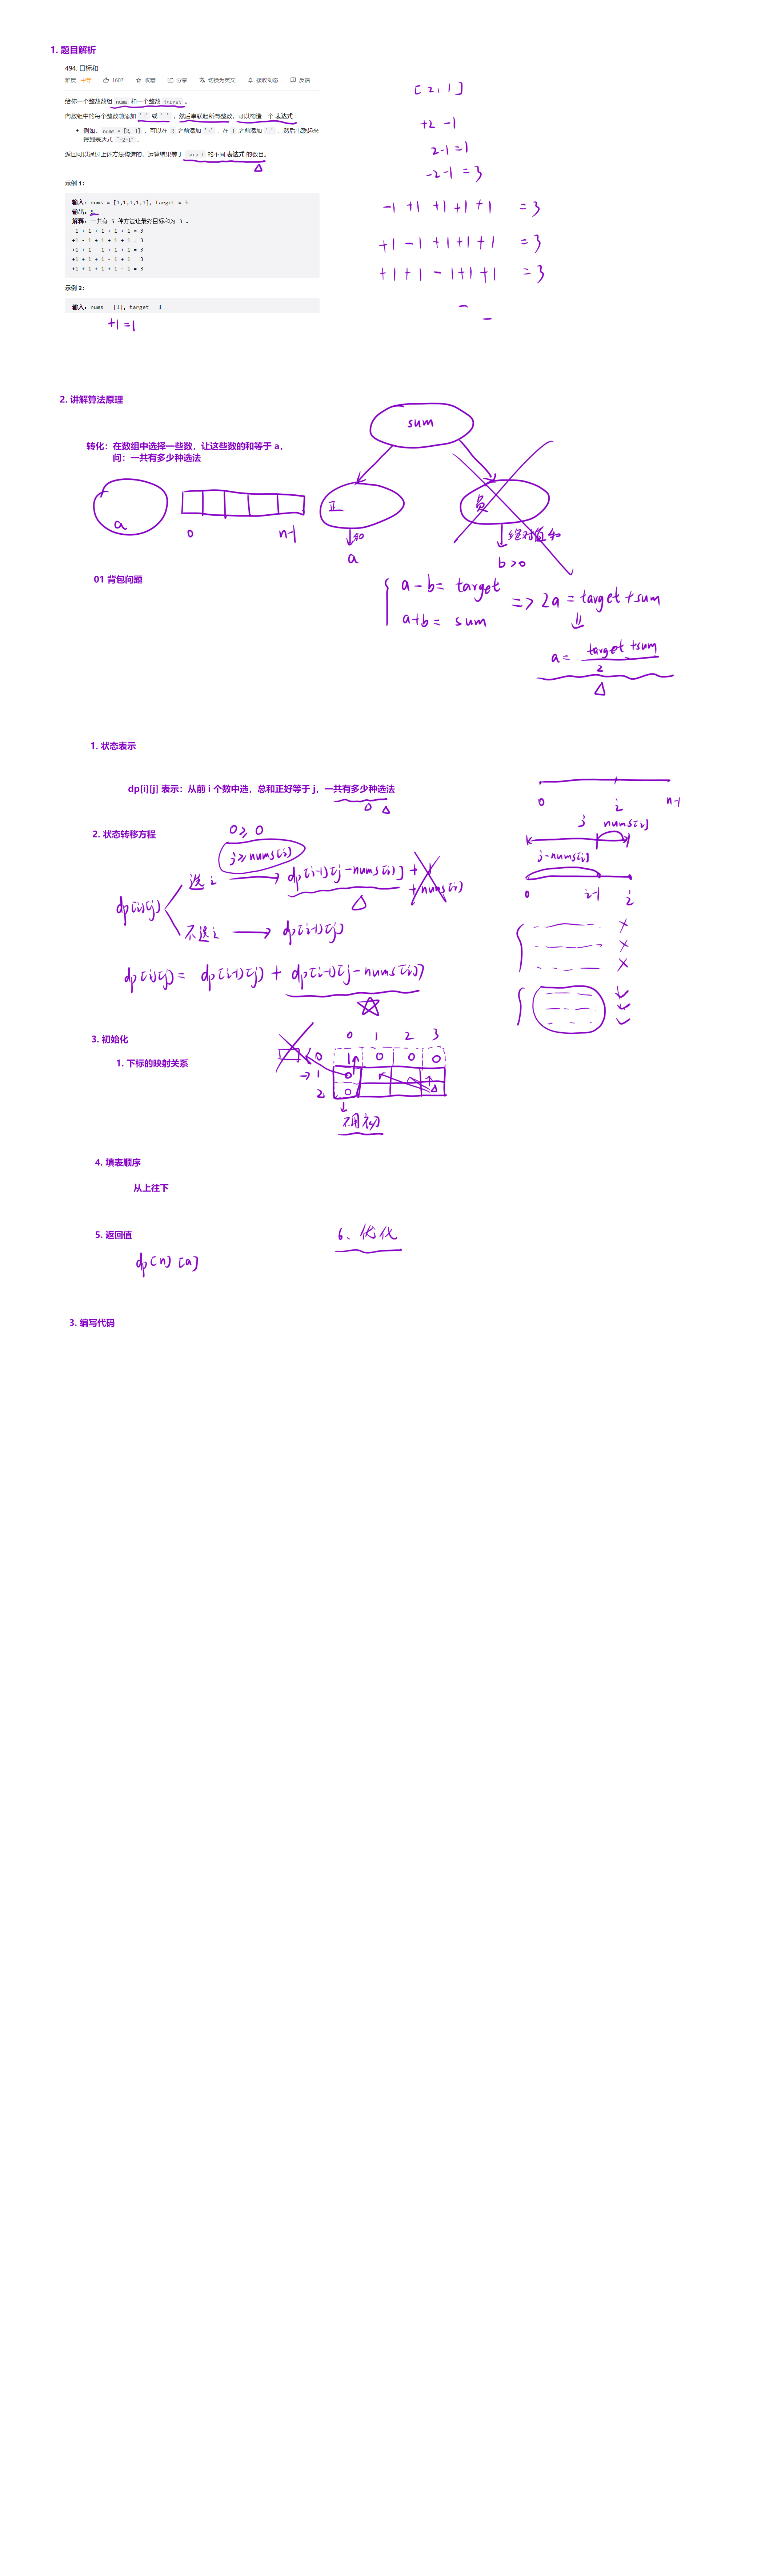 1. 题目解析
494. 目标和
难度 中等 1607 收藏 分享 切换为英文 接收动态 反馈
给你一个整数数组 nums 和一个整数 target 。
向数组中的每个整数前添加 '+' 或 '-' ，然后串联起所有整数，可以构造一个 表达式 ：
• 例如，nums = [2, 1] ，可以在 2 之前添加 '+' ，在 1 之前添加 '-' ，然后串联起来
得到表达式 "+2-1" 。
返回可以通过上述方法构造的、运算结果等于 target 的不同 表达式 的数目。
示例 1：
输入：nums = [1,1,1,1,1], target = 3
输出：5
解释：一共有 5 种方法让最终目标和为 3 。
-1 + 1 + 1 + 1 + 1 = 3
+1 - 1 + 1 + 1 + 1 = 3
+1 + 1 - 1 + 1 + 1 = 3
+1 + 1 + 1 - 1 + 1 = 3
+1 + 1 + 1 + 1 - 1 = 3
示例 2：
输入：nums = [1], target = 1
+1 = 1
[ 2, 1 ]
+2 -1
2-1 = 1
-2-1 = 3
-1 +1 +1 +1 +1 = 3
+1 -1 +1 +1 +1 = 3
+1 +1 -1 +1 +1 = 3
2. 讲解算法原理
转化：在数组中选择一些数，让这些数的和等于 a，
问：一共有多少种选法
sum
正
负
a
0
n-1
和
a
绝对值和
b > 0
01 背包问题
a - b = target
a + b = sum
=> 2a = target + sum
a = target + sum
2
1. 状态表示
dp[i][j] 表示：从前 i 个数中选，总和正好等于 j，一共有多少种选法
0
i
n-1
2. 状态转移方程
0 ≥ 0
j ≥ nums[i]
选 i
dp[i-1][j-nums[i]] + 1
+ nums[i]
dp[i][j]
不选 i
dp[i-1][j]
dp[i][j] = dp[i-1][j] + dp[i-1][j-nums[i]]
j
nums[i]
j-nums[i]
0
i-1
i
3. 初始化
1. 下标的映射关系
0 1 2 3
0 1 0 0 0
1 0
2 0
不用初
4. 填表顺序
从上往下
5. 返回值
dp[n][a]
6、优化
3. 编写代码